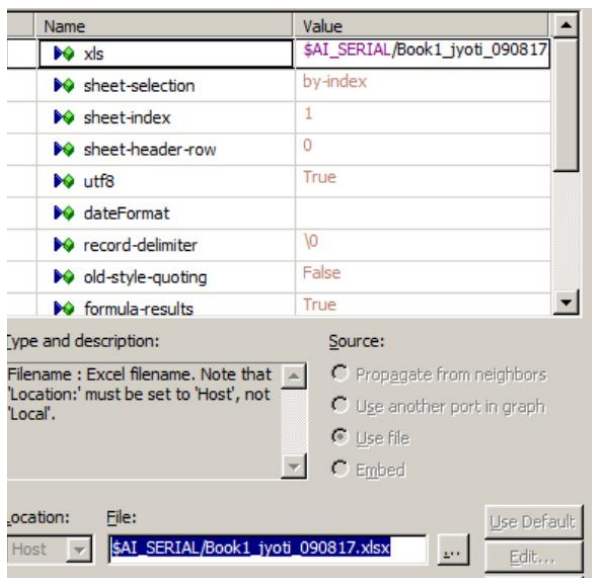 Name Value
xls $AI_SERIAL/Book1_jyoti_090817
sheet-selection by-index
sheet-index 1
sheet-header-row 0
utf8 True
dateFormat
record-delimiter \0
old-style-quoting False
formula-results True
Type and description:
Filename : Excel filename. Note that
'Location:' must be set to 'Host', not
'Local'.
Source:
Propagate from neighbors
Use another port in graph
Use file
Embed
Location: File:
Host $AI_SERIAL/Book1_jyoti_090817.xlsx ...
Use Default
Edit...